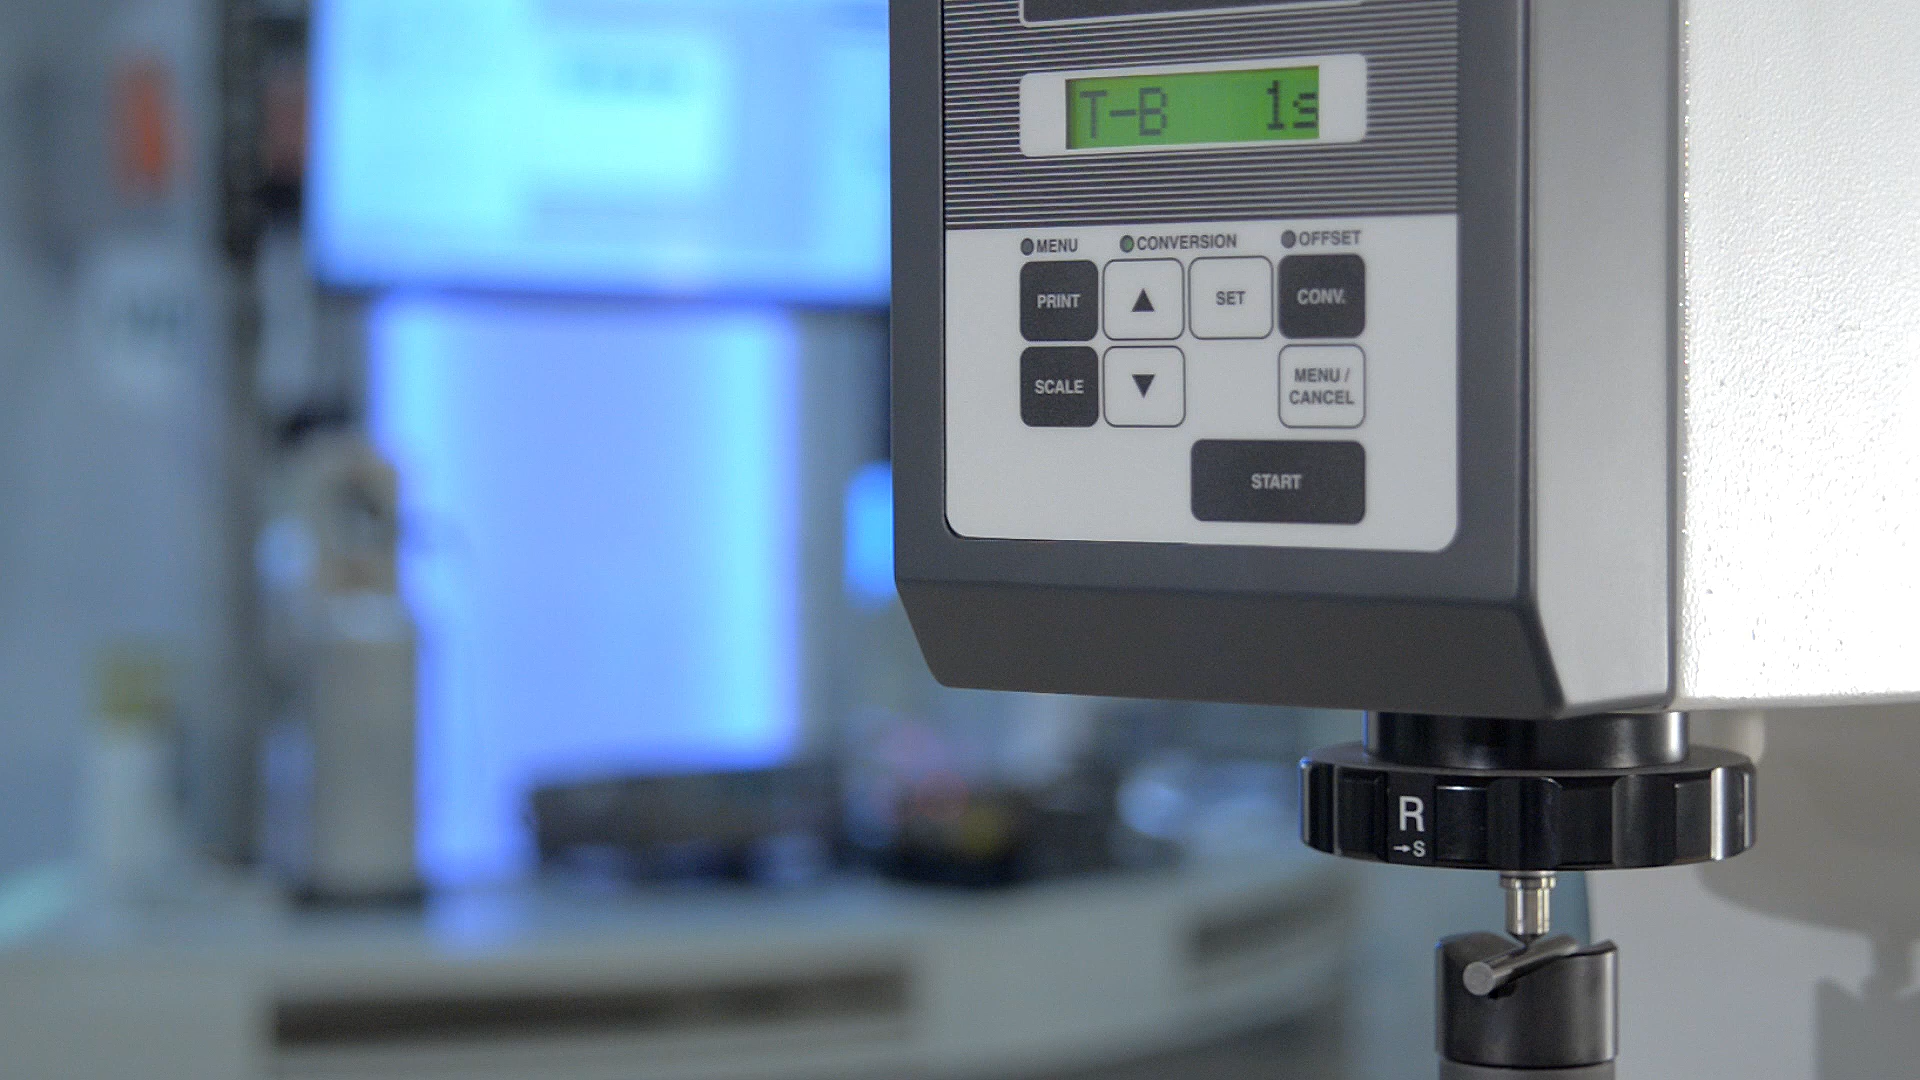 T-B 1s
MENU CONVERSION OFFSET
PRINT ▲ SET CONV.
SCALE ▼ MENU /
CANCEL
START
R
→S